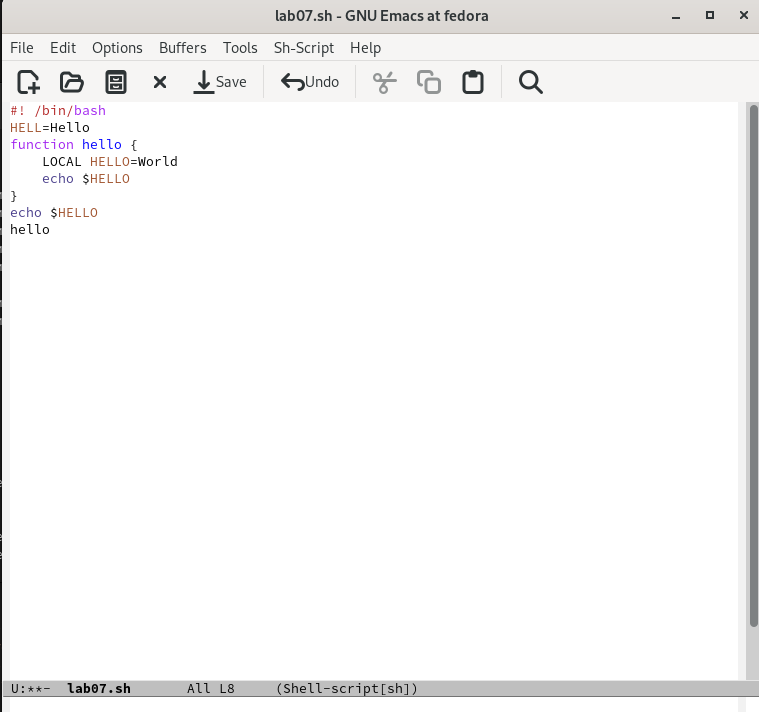 lab07.sh - GNU Emacs at fedora
File Edit Options Buffers Tools Sh-Script Help
Save Undo
#! /bin/bash
HELL=Hello
function hello {
    LOCAL HELLO=World
    echo $HELLO
}
echo $HELLO
hello
U:**- lab07.sh All L8 (Shell-script[sh])